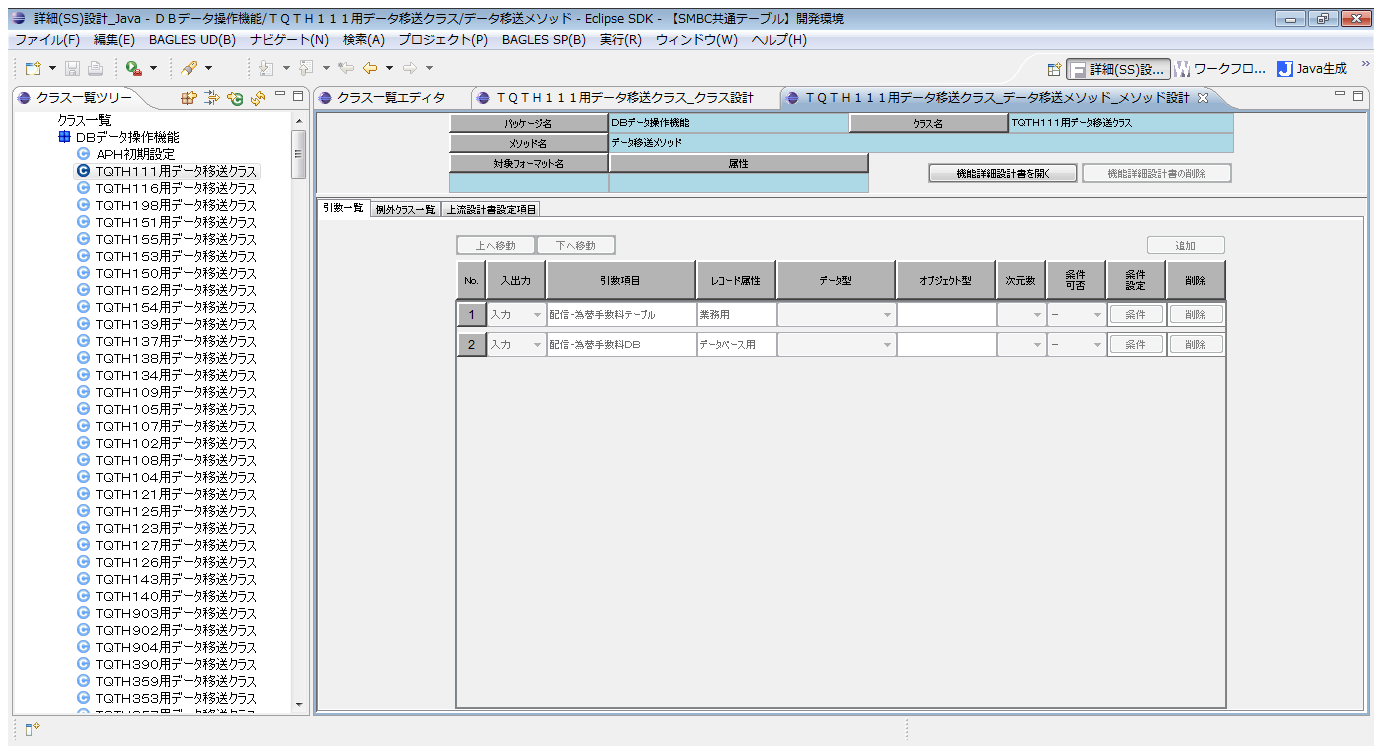 詳細(SS)設計_Java - ＤＢデータ操作機能/ＴＱＴＨ１１１用データ移送クラス/データ移送メソッド - Eclipse SDK - 【SMBC共通テーブル】開発環境
ファイル(F) 編集(E) BAGLES UD(B) ナビゲート(N) 検索(A) プロジェクト(P) BAGLES SP(B) 実行(R) ウィンドウ(W) ヘルプ(H)
詳細(SS)設... ワークフロ... Java生成 »
クラス一覧ツリー
クラス一覧エディタ ＴＱＴＨ１１１用データ移送クラス_クラス設計 ＴＱＴＨ１１１用データ移送クラス_データ移送メソッド_メソッド設計
クラス一覧
DBデータ操作機能
APH初期設定
TQTH111用データ移送クラス
TQTH116用データ移送クラス
TQTH198用データ移送クラス
TQTH151用データ移送クラス
TQTH155用データ移送クラス
TQTH153用データ移送クラス
TQTH150用データ移送クラス
TQTH152用データ移送クラス
TQTH154用データ移送クラス
TQTH139用データ移送クラス
TQTH137用データ移送クラス
TQTH138用データ移送クラス
TQTH134用データ移送クラス
TQTH109用データ移送クラス
TQTH105用データ移送クラス
TQTH107用データ移送クラス
TQTH102用データ移送クラス
TQTH108用データ移送クラス
TQTH104用データ移送クラス
TQTH121用データ移送クラス
TQTH125用データ移送クラス
TQTH123用データ移送クラス
TQTH127用データ移送クラス
TQTH126用データ移送クラス
TQTH143用データ移送クラス
TQTH140用データ移送クラス
TQTH903用データ移送クラス
TQTH902用データ移送クラス
TQTH904用データ移送クラス
TQTH390用データ移送クラス
TQTH359用データ移送クラス
TQTH353用データ移送クラス
パッケージ名 DBデータ操作機能 クラス名 TQTH111用データ移送クラス
メソッド名 データ移送メソッド
対象フォーマット名 属性
機能詳細設計書を開く 機能詳細設計書の削除
引数一覧 例外クラス一覧 上流設計書設定項目
上へ移動 下へ移動 追加
No. 入出力 引数項目 レコード属性 データ型 オブジェクト型 次元数 条件可否 条件設定 削除
1 入力 配信-為替手数料テーブル 業務用 － 条件 削除
2 入力 配信-為替手数料DB データベース用 － 条件 削除